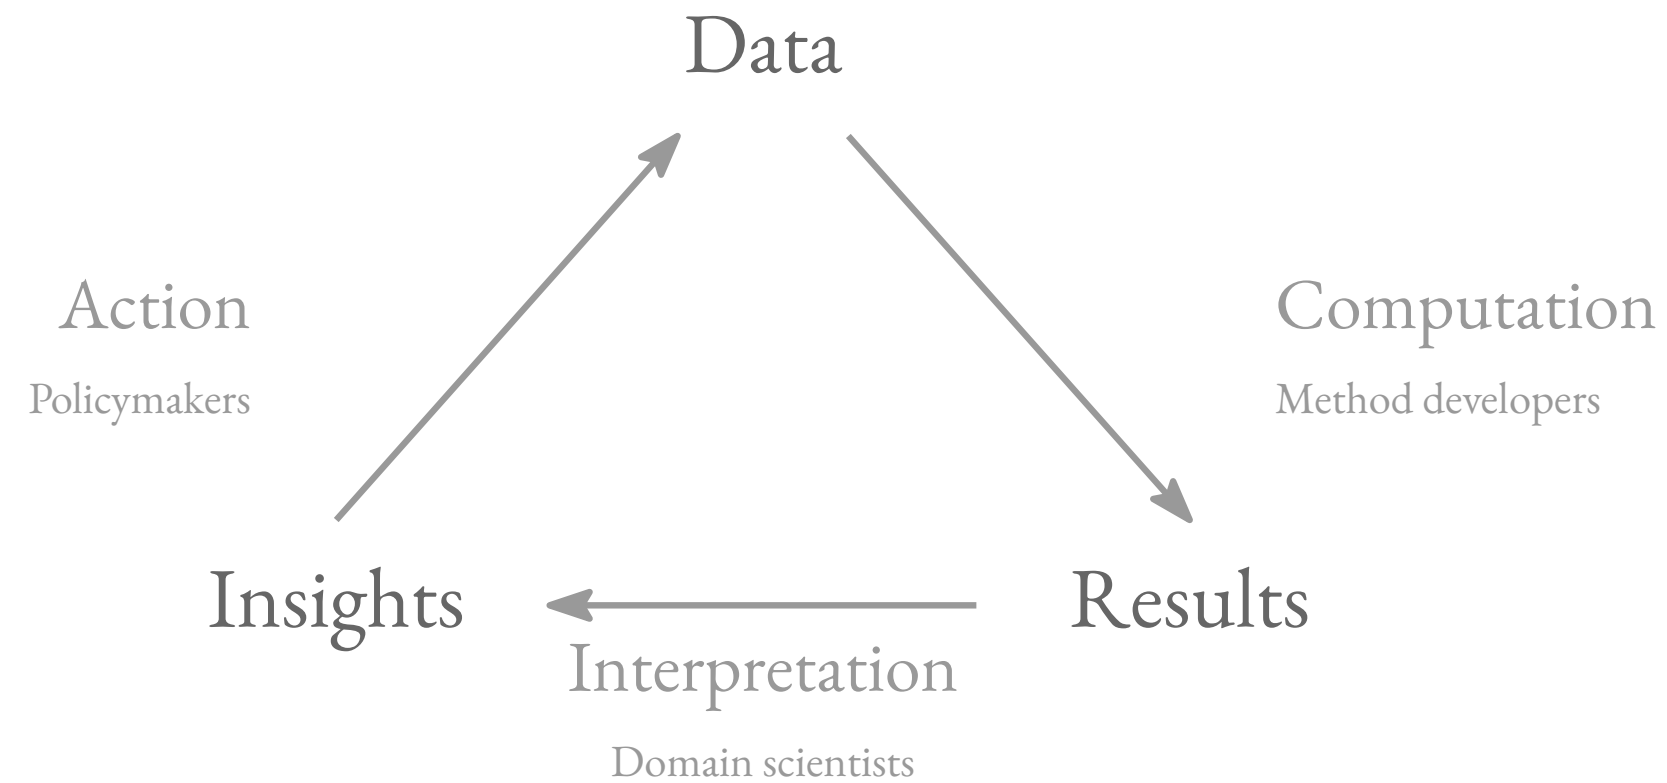 Data
Action
Policymakers
Computation
Method developers
Insights
Results
Interpretation
Domain scientists